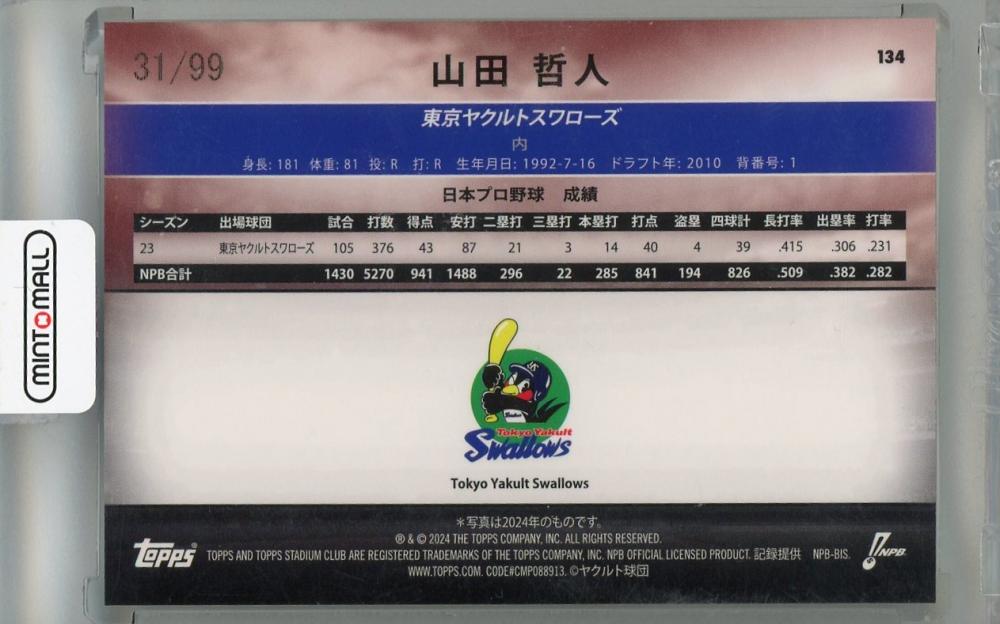 31/99
山田 哲人
134
東京ヤクルトスワローズ
内
身長: 181 体重: 81 投: R 打: R 生年月日: 1992-7-16 ドラフト年: 2010 背番号: 1
日本プロ野球 成績
シーズン 出場球団 試合 打数 得点 安打 二塁打 三塁打 本塁打 打点 盗塁 四球計 長打率 出塁率 打率
23 東京ヤクルトスワローズ 105 376 43 87 21 3 14 40 4 39 .415 .306 .231
NPB合計 1430 5270 941 1488 296 22 285 841 194 826 .509 .382 .282
MINTOMALL
Tokyo Yakult
Swallows
Tokyo Yakult Swallows
＊写真は2024年のものです。
® & © 2024 THE TOPPS COMPANY, INC. ALL RIGHTS RESERVED.
topps TOPPS AND TOPPS STADIUM CLUB ARE REGISTERED TRADEMARKS OF THE TOPPS COMPANY, INC. NPB OFFICIAL LICENSED PRODUCT. 記録提供 NPB-BIS. NPB
WWW.TOPPS.COM. CODE#CMP088913. ©ヤクルト球団